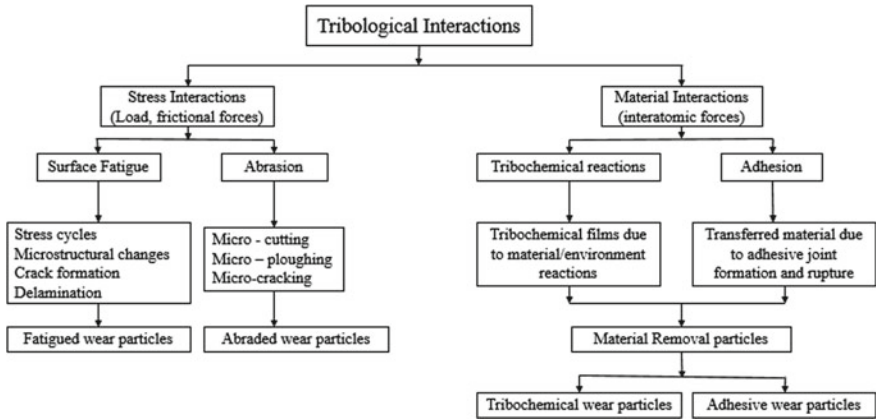 Tribological Interactions
Stress Interactions
(Load, frictional forces)
Material Interactions
(interatomic forces)
Surface Fatigue
Abrasion
Tribochemical reactions
Adhesion
Stress cycles
Microstructural changes
Crack formation
Delamination
Micro - cutting
Micro – ploughing
Micro-cracking
Tribochemical films due
to material/environment
reactions
Transferred material due
to adhesive joint
formation and rupture
Fatigued wear particles
Abraded wear particles
Material Removal particles
Tribochemical wear particles
Adhesive wear particles